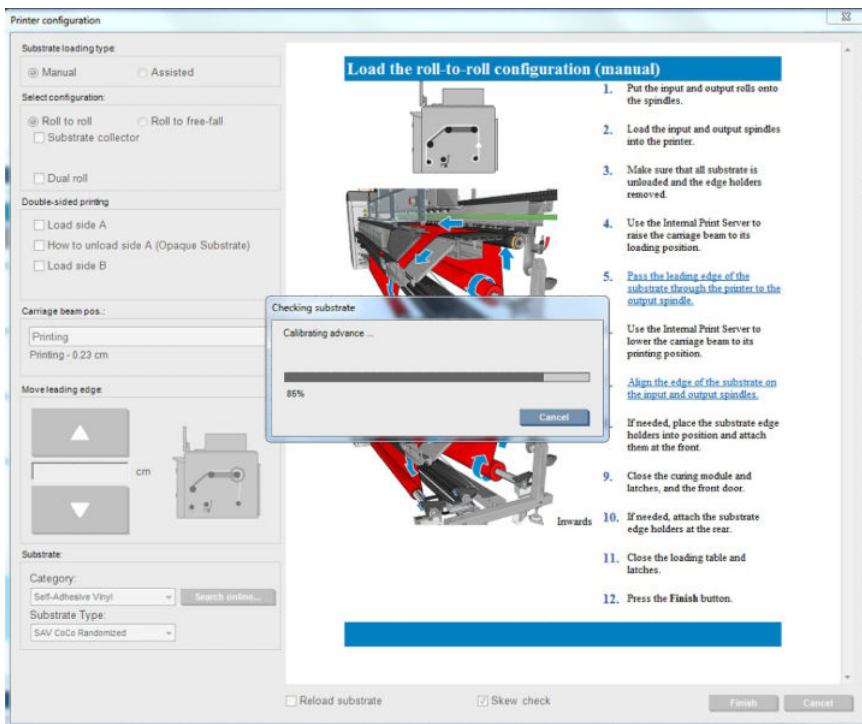 Printer configuration
Substrate loading type:
Manual
Assisted
Select configuration:
Roll to roll
Roll to free-fall
Substrate collector
Dual roll
Double-sided printing
Load side A
How to unload side A (Opaque Substrate)
Load side B
Carriage beam pos.:
Printing
Printing - 0.23 cm
Move leading edge:
cm
Substrate:
Category:
Self-Adhesive Vinyl
Search online...
Substrate Type:
SAV CoCo Randomized
Load the roll-to-roll configuration (manual)
1. Put the input and output rolls onto
the spindles.
2. Load the input and output spindles
into the printer.
3. Make sure that all substrate is
unloaded and the edge holders
removed.
4. Use the Internal Print Server to
raise the carriage beam to its
loading position.
5. Pass the leading edge of the
substrate through the printer to the
output spindle.
Use the Internal Print Server to
lower the carriage beam to its
printing position.
Align the edge of the substrate on
the input and output spindles.
If needed, place the substrate edge
holders into position and attach
them at the front.
9. Close the curing module and
latches, and the front door.
Inwards
10. If needed, attach the substrate
edge holders at the rear.
11. Close the loading table and
latches.
12. Press the Finish button.
Checking substrate
Calibrating advance ...
85%
Cancel
Reload substrate
Skew check
Finish
Cancel